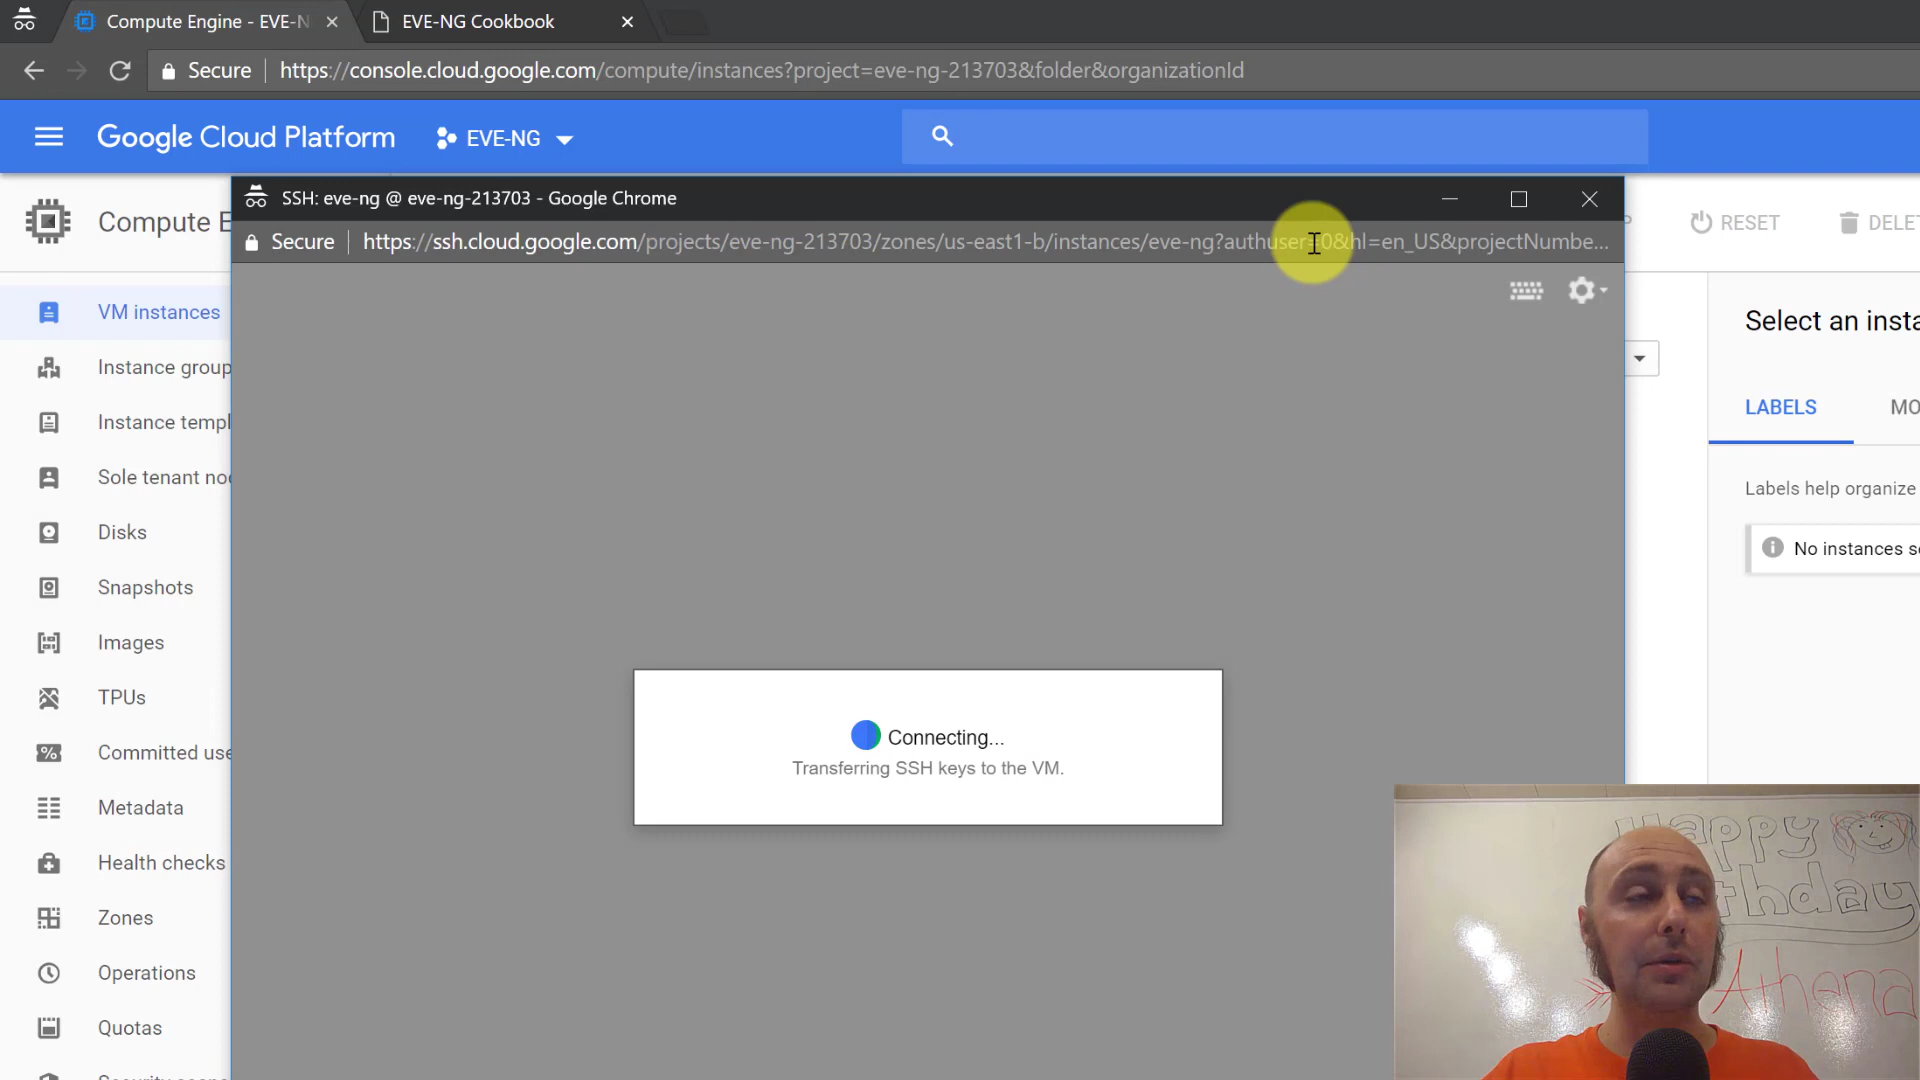 Compute Engine - EVE-N
EVE-NG Cookbook
Secure
https://console.cloud.google.com/compute/instances?project=eve-ng-213703&folder&organizationId
Google Cloud Platform
EVE-NG
SSH: eve-ng @ eve-ng-213703 - Google Chrome
Secure
https://ssh.cloud.google.com/projects/eve-ng-213703/zones/us-east1-b/instances/eve-ng?authuser=0&hl=en_US&projectNumbe...
Compute E
RESET
DELE
VM instances
Instance group
Instance templ
Sole tenant no
Disks
Snapshots
Images
TPUs
Committed use
Metadata
Health checks
Zones
Operations
Quotas
Select an insta
LABELS
MO
Labels help organize
No instances s
Connecting...
Transferring SSH keys to the VM.
Happy
thday
Athena